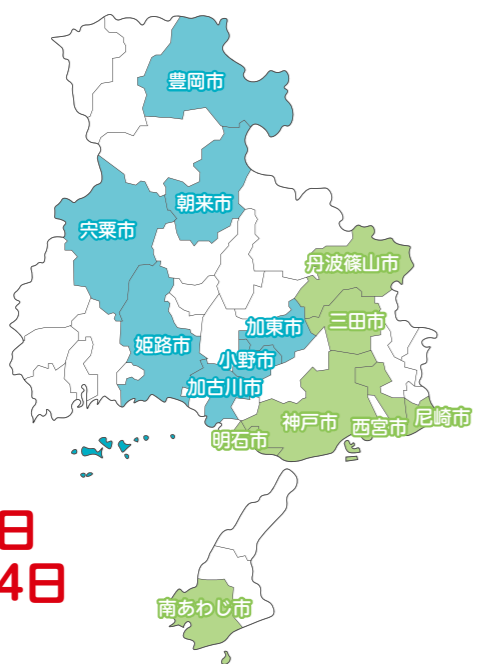 豊岡市
朝来市
宍粟市
丹波篠山市
三田市
加東市
姫路市
小野市
加古川市
神戸市
西宮市
尼崎市
明石市
日
4日
南あわじ市